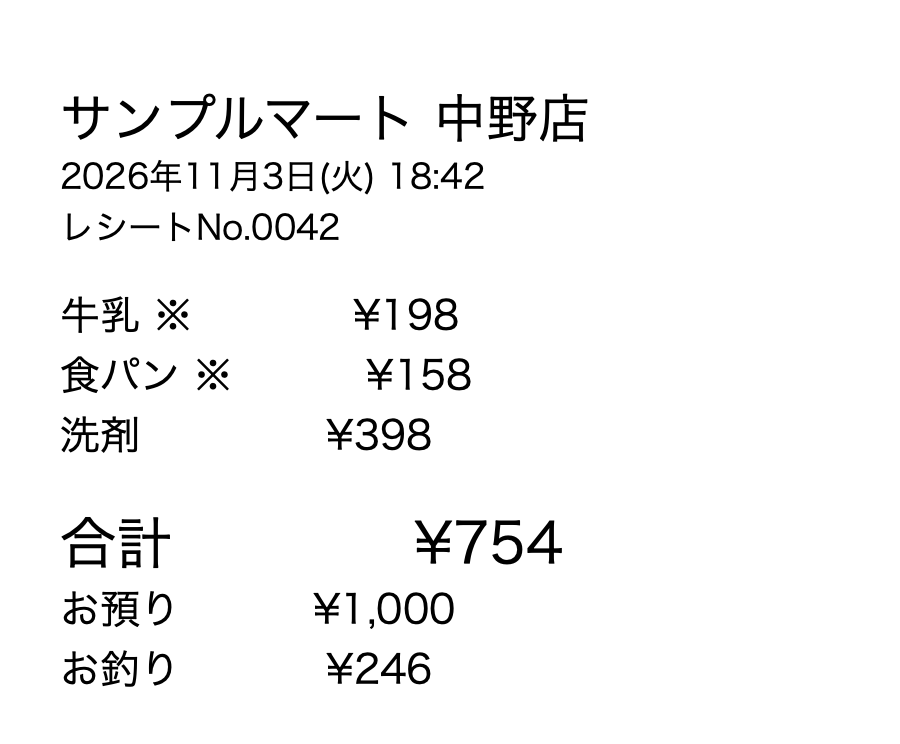 サンプルマート 中野店
2026年11月3日(火) 18:42
レシートNo.0042
牛乳 ※ ¥198
食パン ※ ¥158
洗剤 ¥398
合計 ¥754
お預り ¥1,000
お釣り ¥246